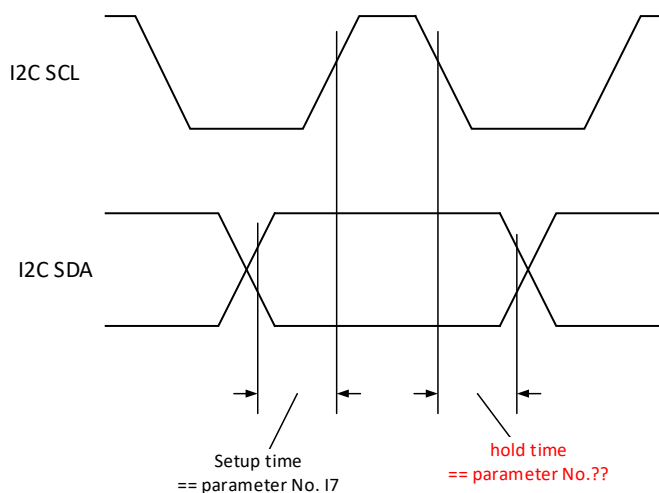 I2C SCL
I2C SDA
Setup time
== parameter No. I7
hold time
== parameter No.??